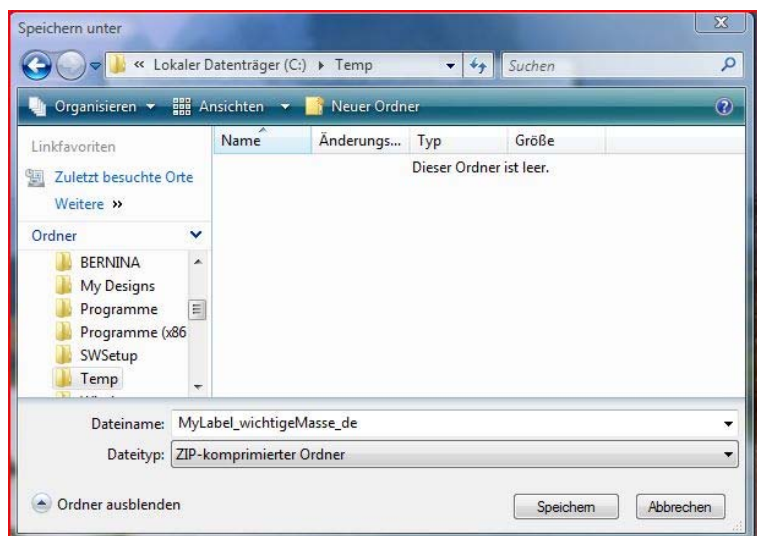 Speichern unter
« Lokaler Datenträger (C:) Temp Suchen
Organisieren Ansichten Neuer Ordner
Linkfavoriten
Zuletzt besuchte Orte
Weitere »
Ordner
BERNINA
My Designs
Programme
Programme (x86
SWSetup
Temp
Name Änderungs... Typ Größe
Dieser Ordner ist leer.
Dateiname: MyLabel_wichtigeMasse_de
Dateityp: ZIP-komprimierter Ordner
Ordner ausblenden Speichern Abbrechen